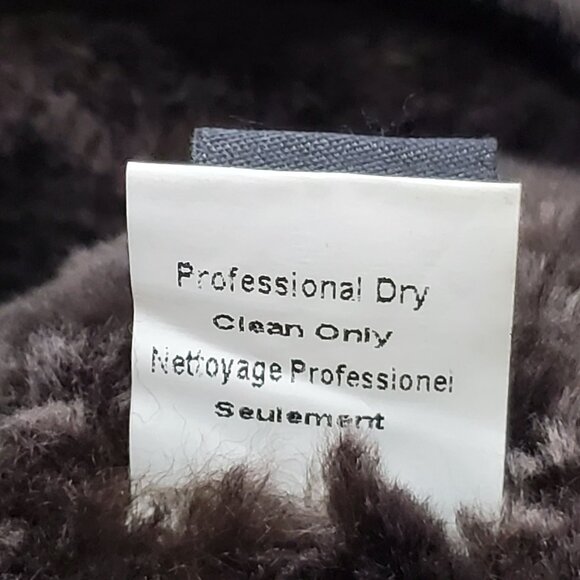 Professional Dry
Clean Only
Nettoyage Professionel
Seulement